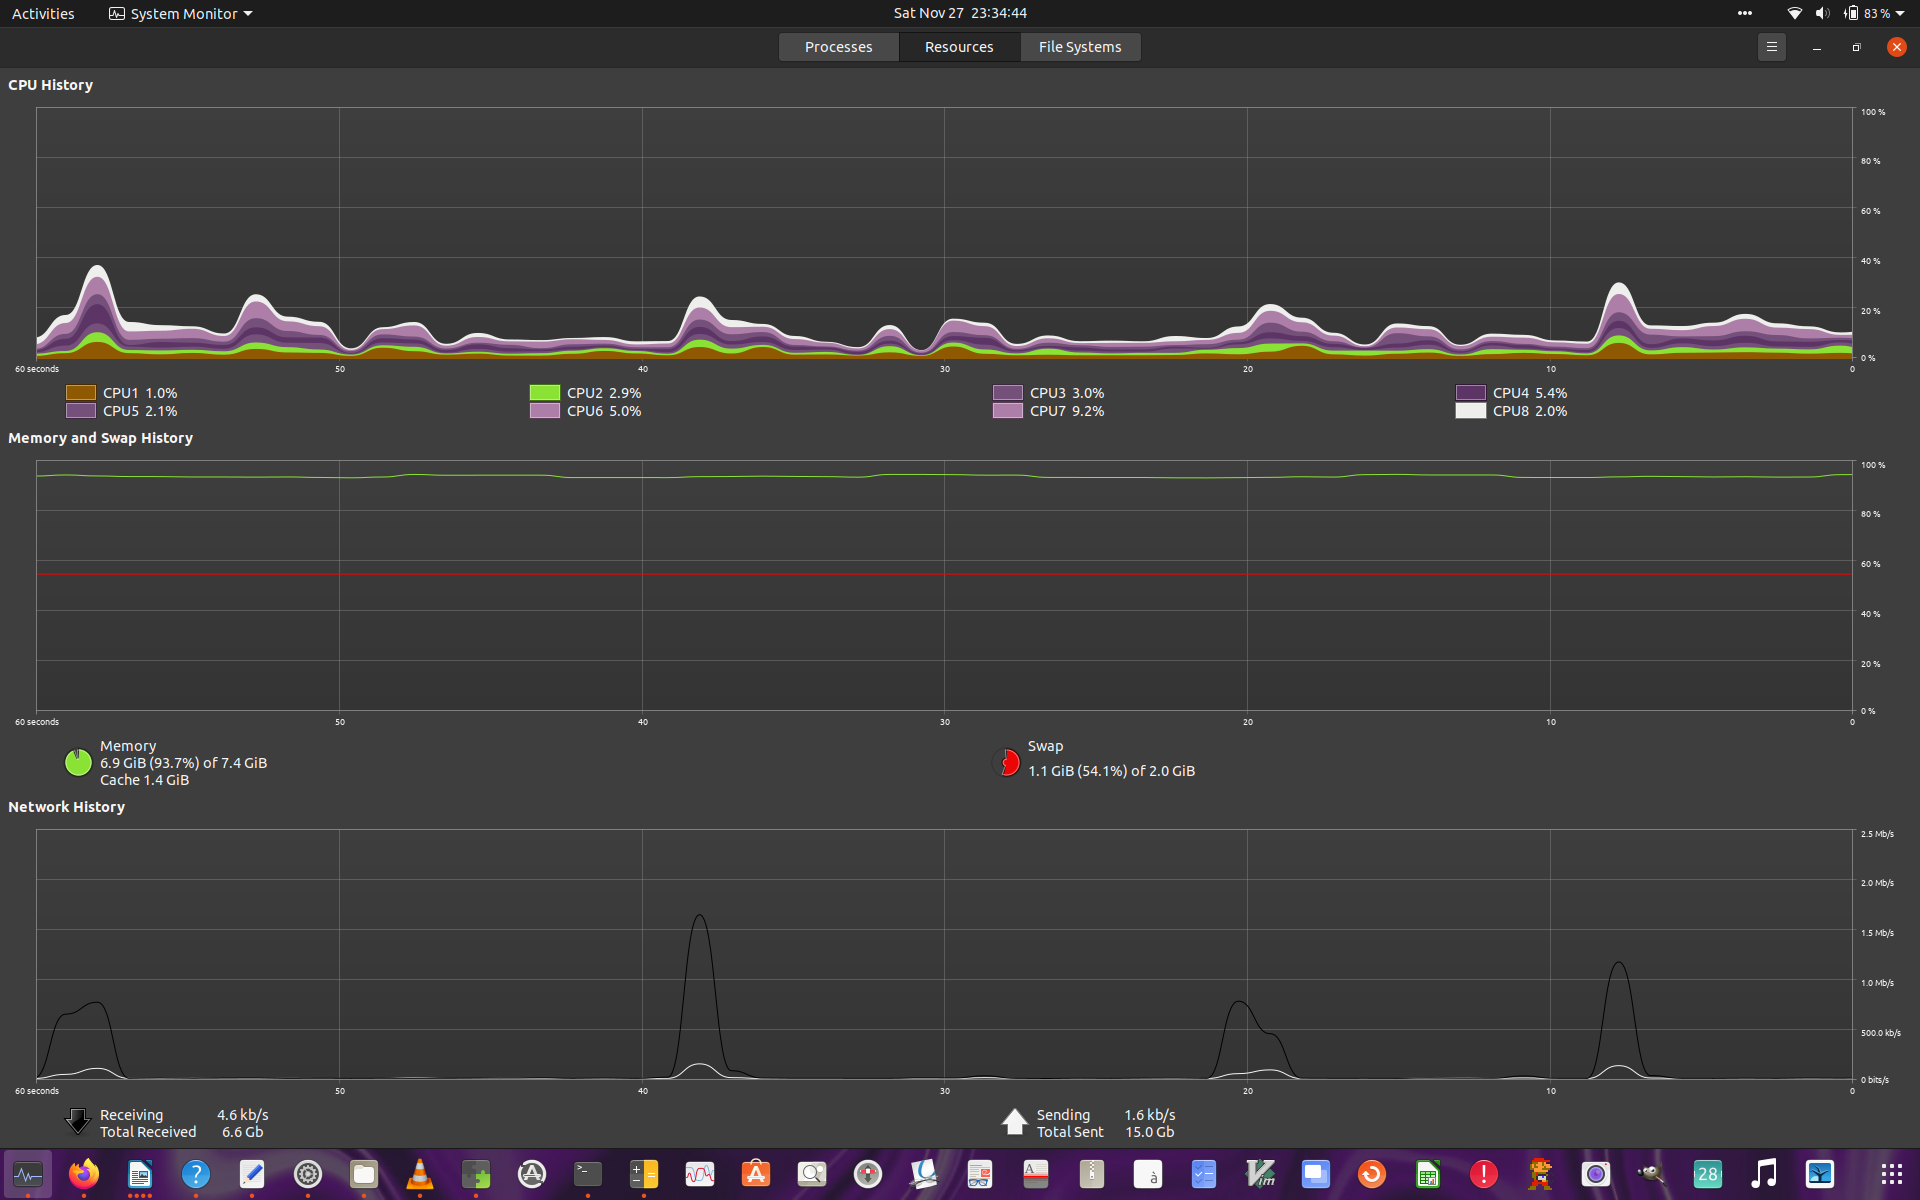 Activities System Monitor Sat Nov 27 23:34:44 83 %
Processes Resources File Systems
CPU History
100 %
80 %
60 %
40 %
20 %
0 %
60 seconds 50 40 30 20 10 0
CPU1 1.0% CPU2 2.9% CPU3 3.0% CPU4 5.4%
CPU5 2.1% CPU6 5.0% CPU7 9.2% CPU8 2.0%
Memory and Swap History
100 %
80 %
60 %
40 %
20 %
0 %
60 seconds 50 40 30 20 10 0
Memory Swap
6.9 GiB (93.7%) of 7.4 GiB 1.1 GiB (54.1%) of 2.0 GiB
Cache 1.4 GiB
Network History
2.5 Mb/s
2.0 Mb/s
1.5 Mb/s
1.0 Mb/s
500.0 kb/s
0 bits/s
60 seconds 50 40 30 20 10 0
Receiving 4.6 kb/s Sending 1.6 kb/s
Total Received 6.6 Gb Total Sent 15.0 Gb
? >_ A à Vim ! 28